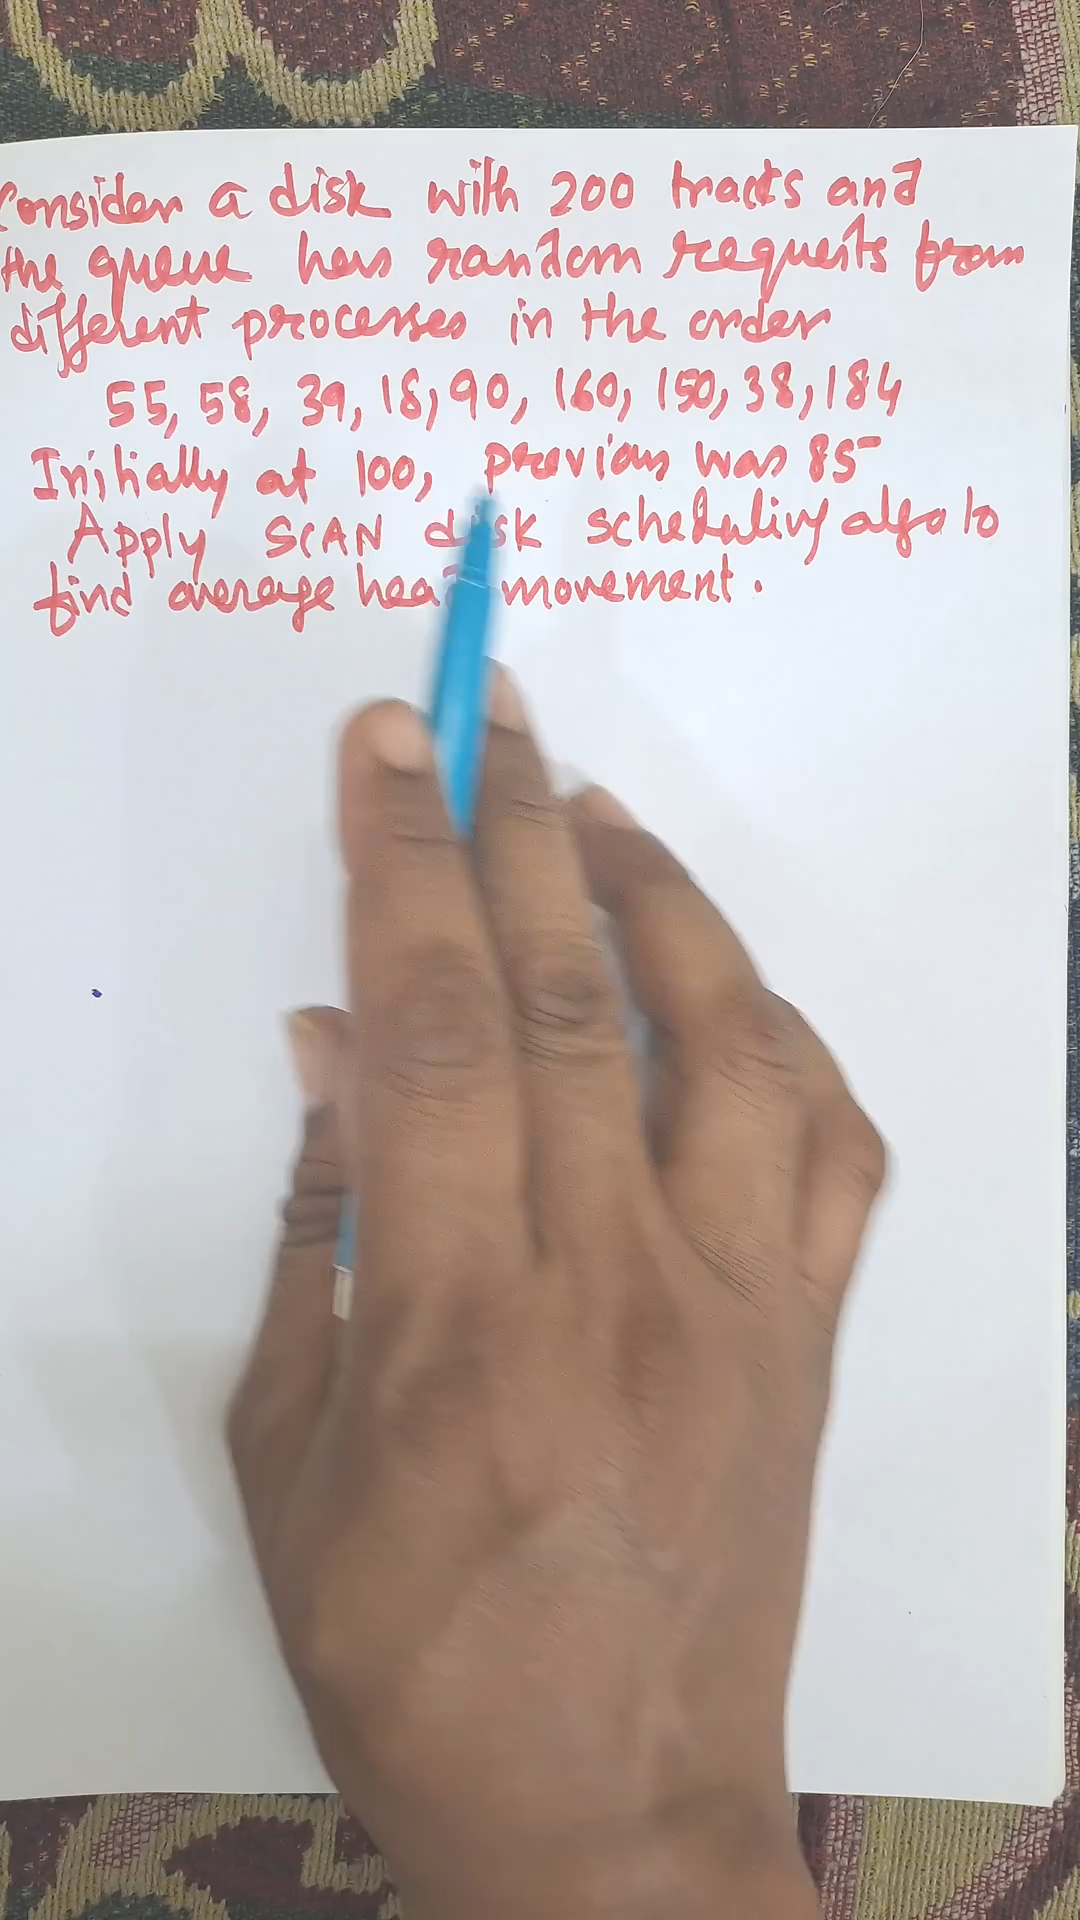 Consider a disk with 200 tracts and
the queue has random requests from
different processes in the order
55, 58, 39, 18, 90, 160, 150, 38, 184
Initially at 100, previous was 85
Apply SCAN disk scheduling algo to
find average head movement.